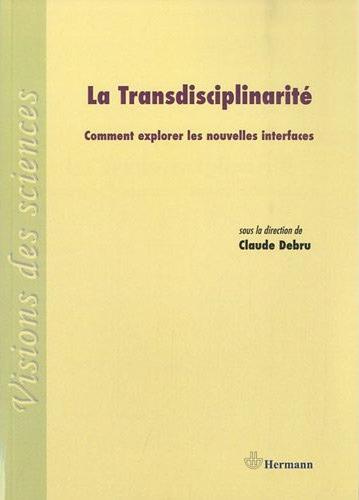 La Transdisciplinarité
Comment explorer les nouvelles interfaces
sous la direction de
Claude Debru
Visions des sciences
Hermann